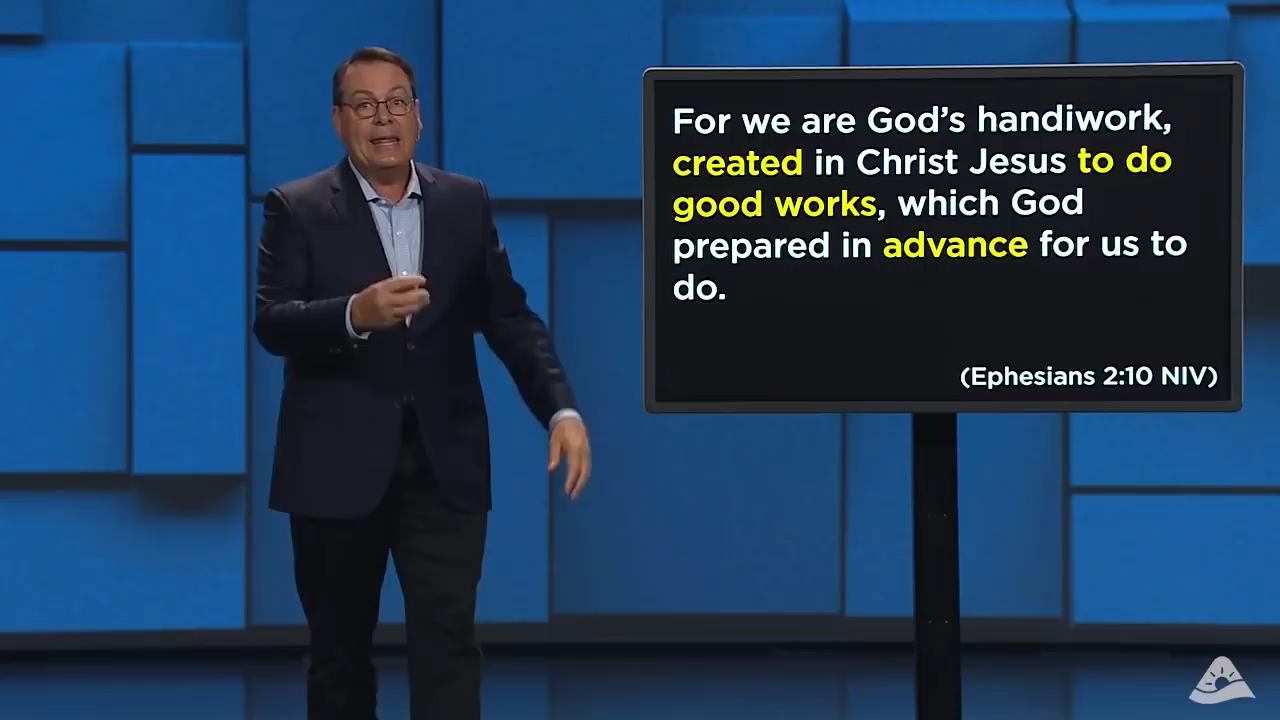 For we are God’s handiwork,
created in Christ Jesus to do
good works, which God
prepared in advance for us to
do.
(Ephesians 2:10 NIV)